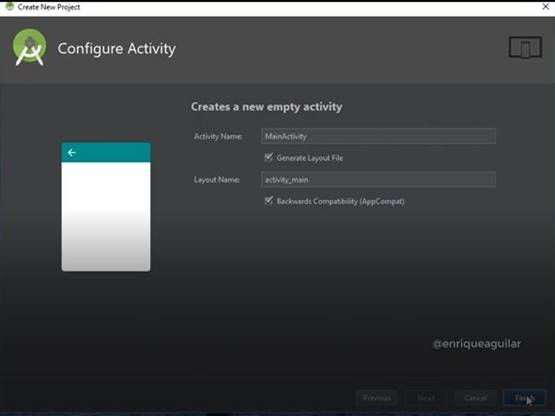 Create New Project
Configure Activity
Creates a new empty activity
Activity Name: MainActivity
Generate Layout File
Layout Name: activity_main
Backwards Compatibility (AppCompat)
@enriqueaguilar
Previous Next Cancel Finish